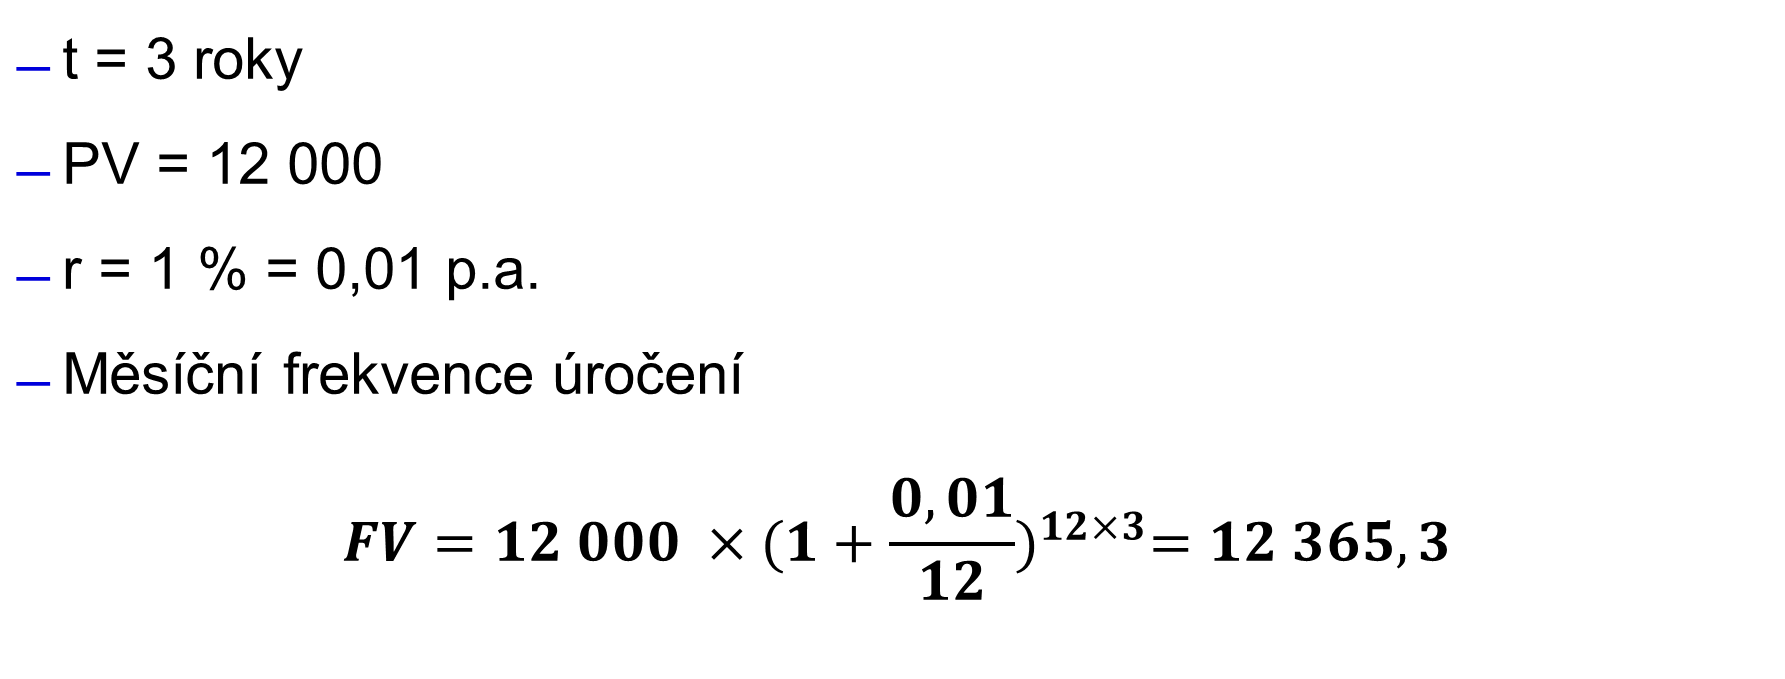 – t = 3 roky
– PV = 12 000
– r = 1 % = 0,01 p.a.
– Měsíční frekvence úročení
FV = 12 000 × (1 + 0,01/12)^12×3 = 12 365,3